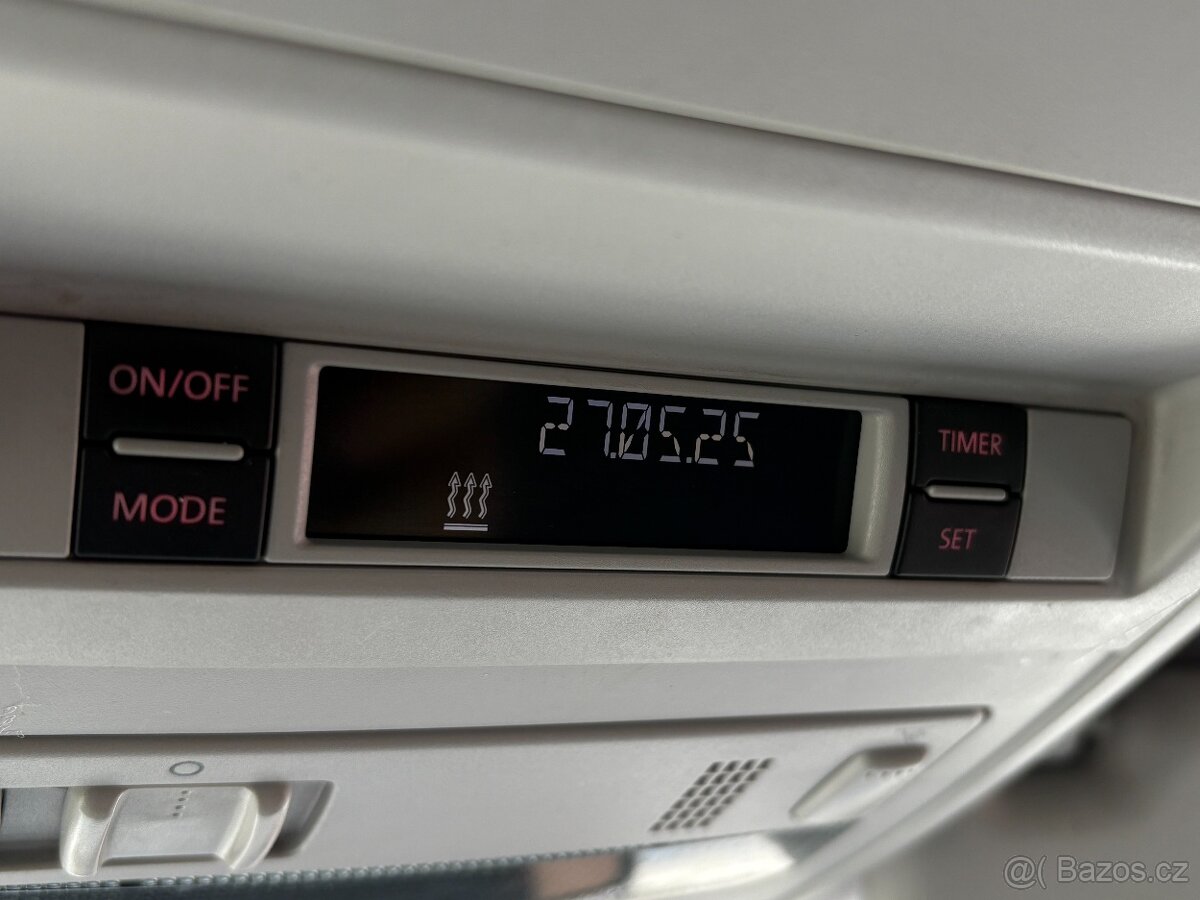 ON/OFF
MODE
27.05.25
TIMER
SET
@( Bazos.cz